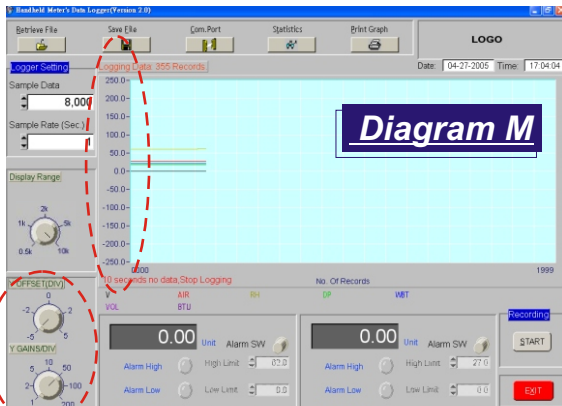 Handheld Meter's Data Logger(Version 2.0)
Retrieve File Save File Com.Port Statistics Print Graph
LOGO
Date: 04-27-2005 Time: 17:04:04
Logger Setting
Logging Data: 355 Records
Sample Data
8,000
Sample Rate (Sec.)
1
250.0
200.0
150.0
100.0
50.0
0.0
-50.0
-100.0
-150.0
-200.0
-250.0
0000 1999
Diagram M
Display Range
2k
1k 5k
0.5k 10k
10 seconds no data,Stop Logging
No. Of Records
V AIR RH DP WBT
VOL BTU
Y OFFSET(DIV)
0
-2 2
-5 5
Y GAINS/DIV
10
5 50
2 100
1 200
0.00 Unit Alarm SW
Alarm High High Limit
Alarm Low Low Limit
0.00 Unit Alarm SW
Alarm High High Limit 27.0
Alarm Low Low Limit 0.0
Recording
START
EXIT